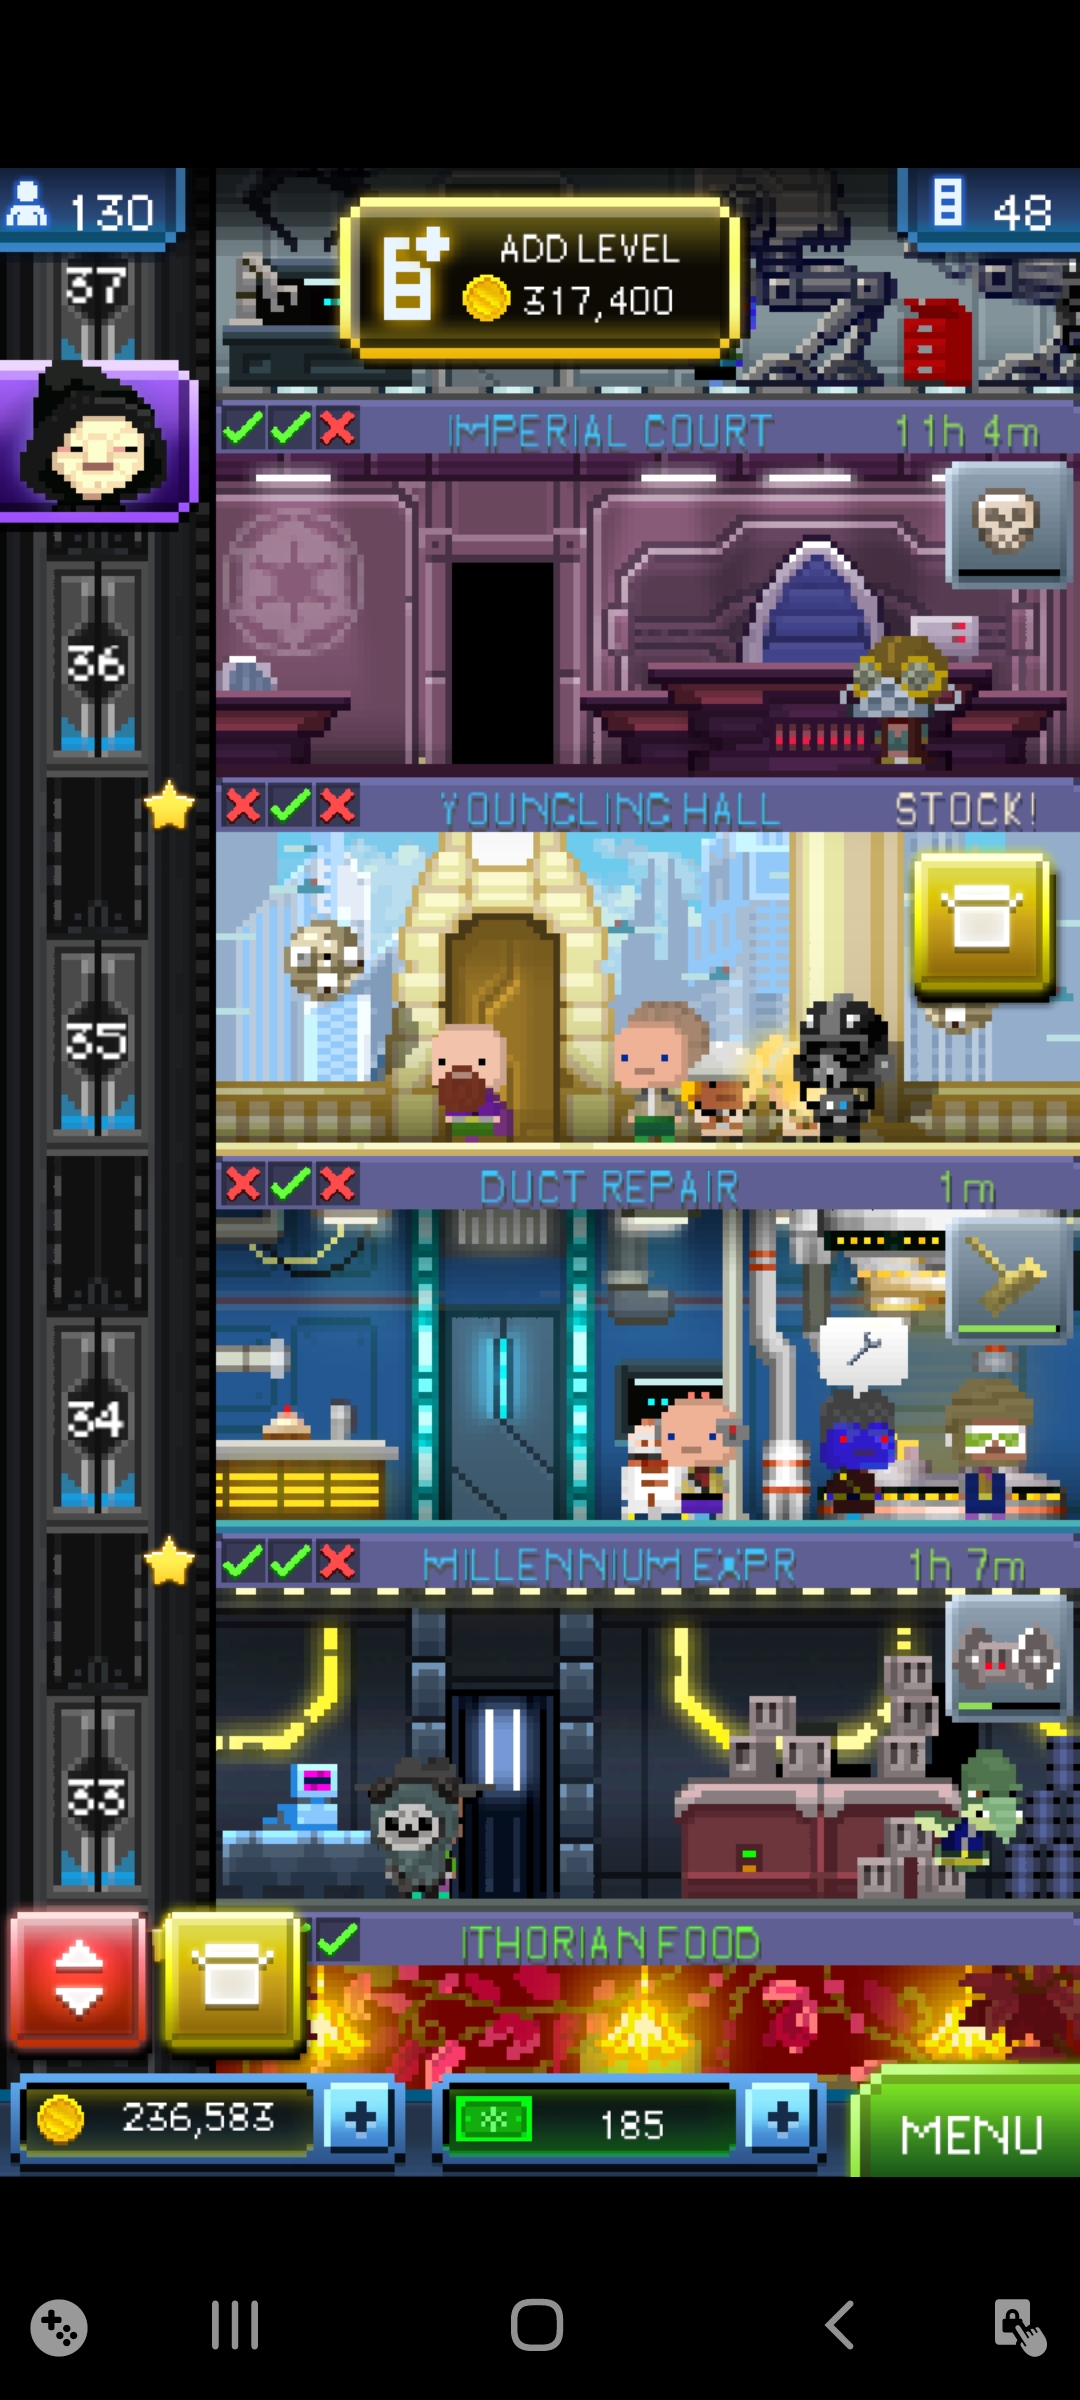 130
48
ADD LEVEL
317,400
37
IMPERIAL COURT 11h 4m
36
YOUNGLING HALL STOCK!
35
DUCT REPAIR 1m
34
MILLENNIUM EXPR 1h 7m
33
ITHORIAN FOOD
236,583
185
MENU